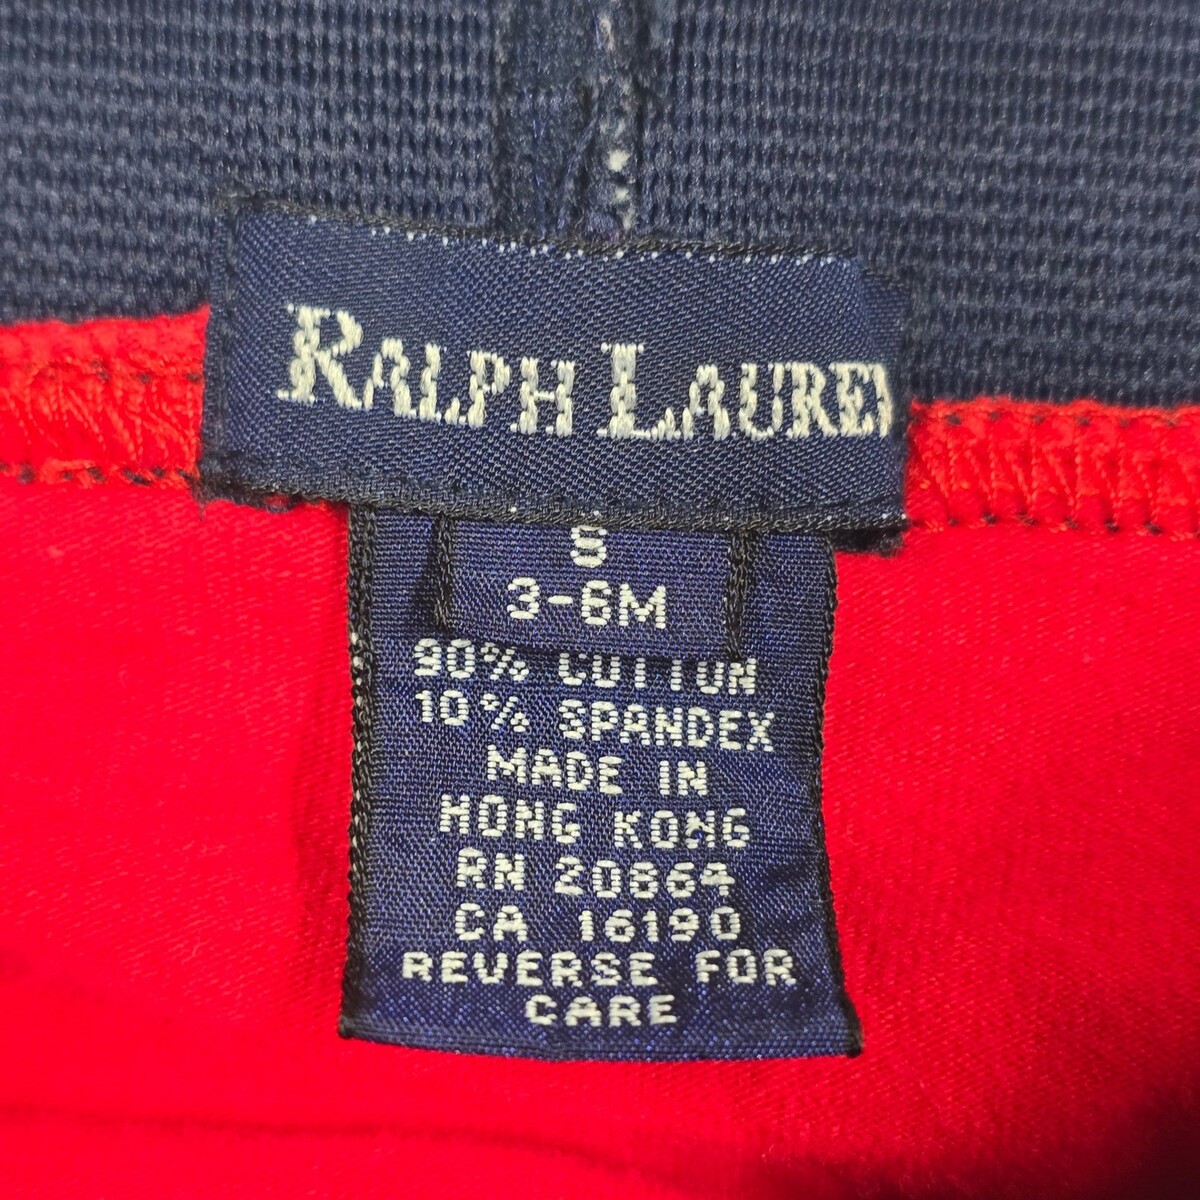 RALPH LAUREN
S
3-6M
90% COTTON
10% SPANDEX
MADE IN
HONG KONG
RN 20864
CA 16190
REVERSE FOR
CARE